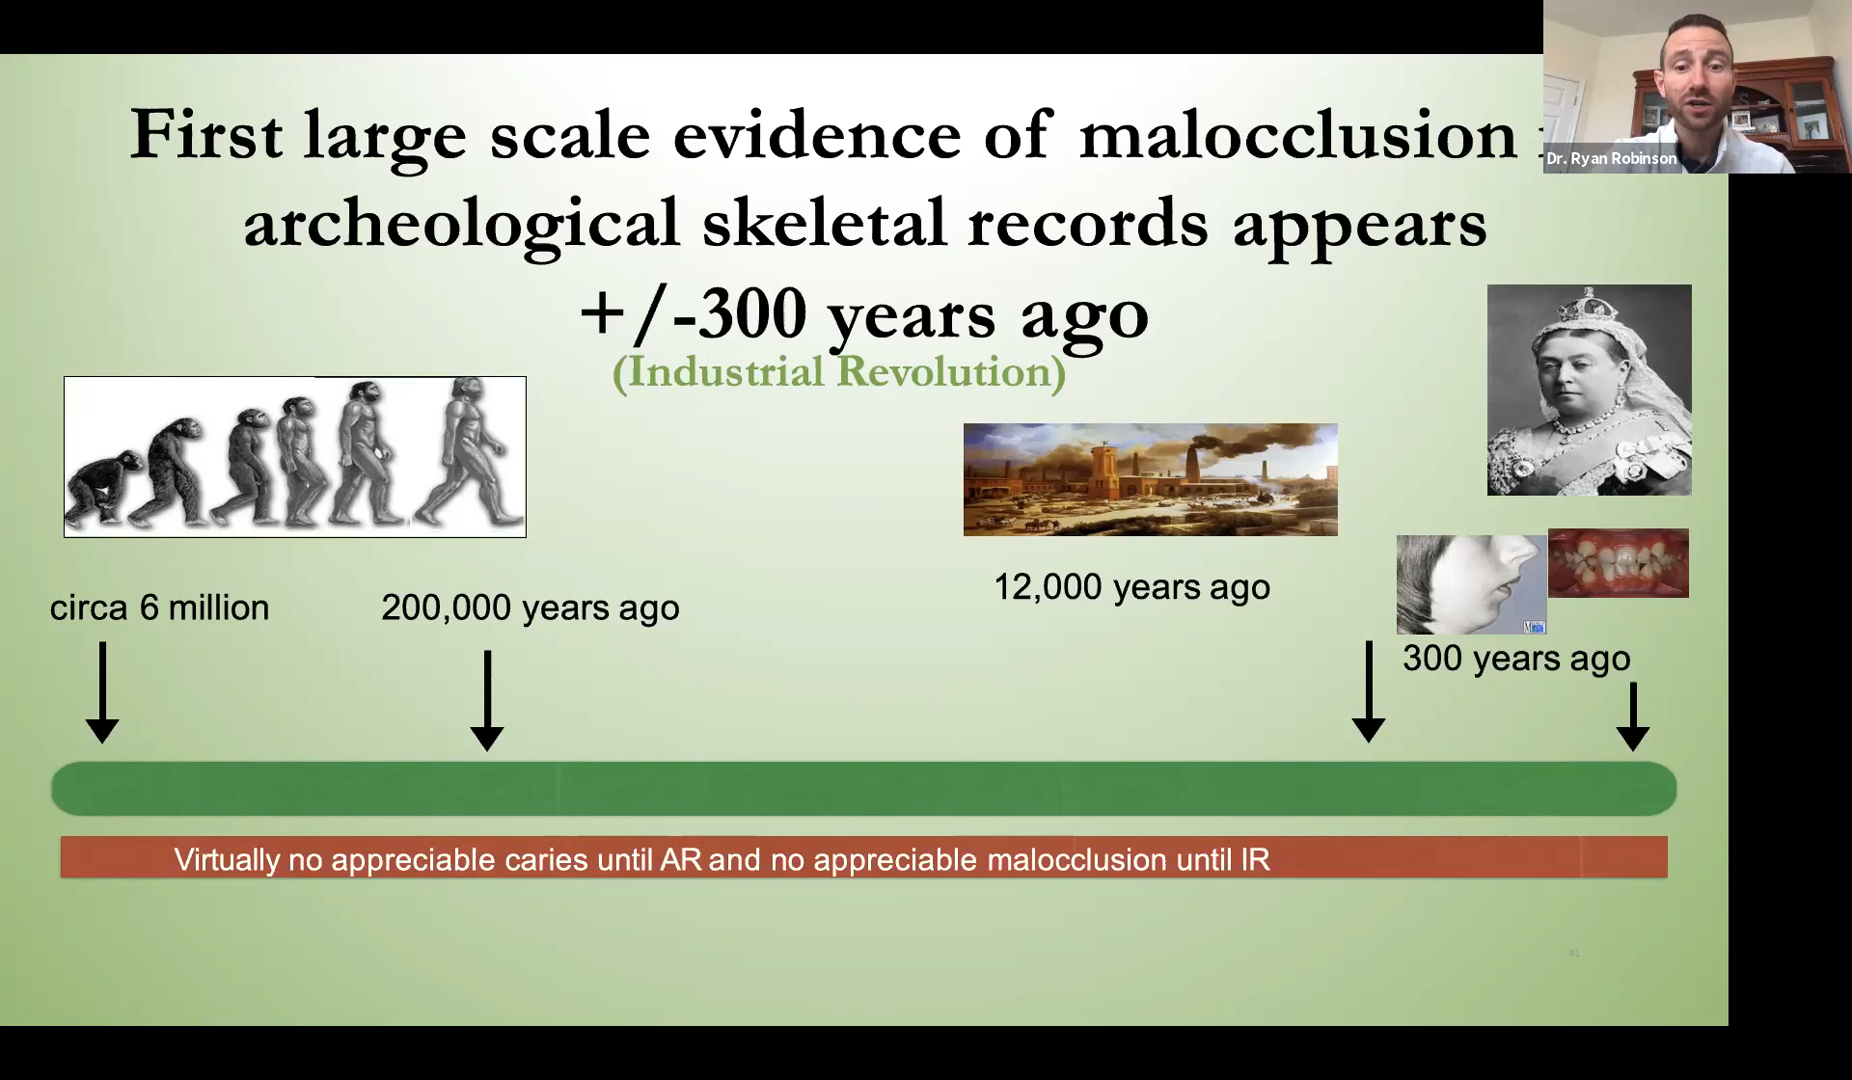 First large scale evidence of malocclusion
archeological skeletal records appears
+/-300 years ago
(Industrial Revolution)
Dr. Ryan Robinson
circa 6 million
200,000 years ago
12,000 years ago
300 years ago
Virtually no appreciable caries until AR and no appreciable malocclusion until IR
41